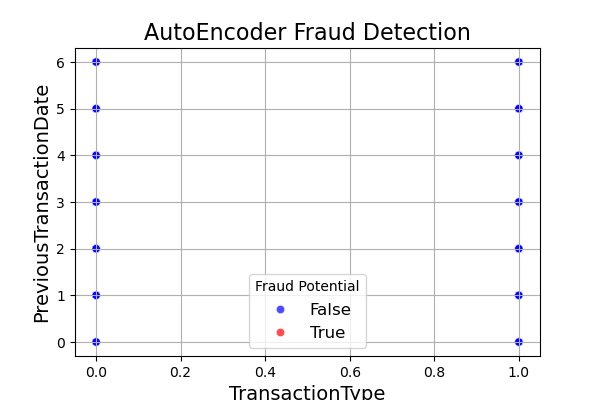 AutoEncoder Fraud Detection
PreviousTransactionDate
6
5
4
3
2
1
0
Fraud Potential
False
True
0.0 0.2 0.4 0.6 0.8 1.0
TransactionType